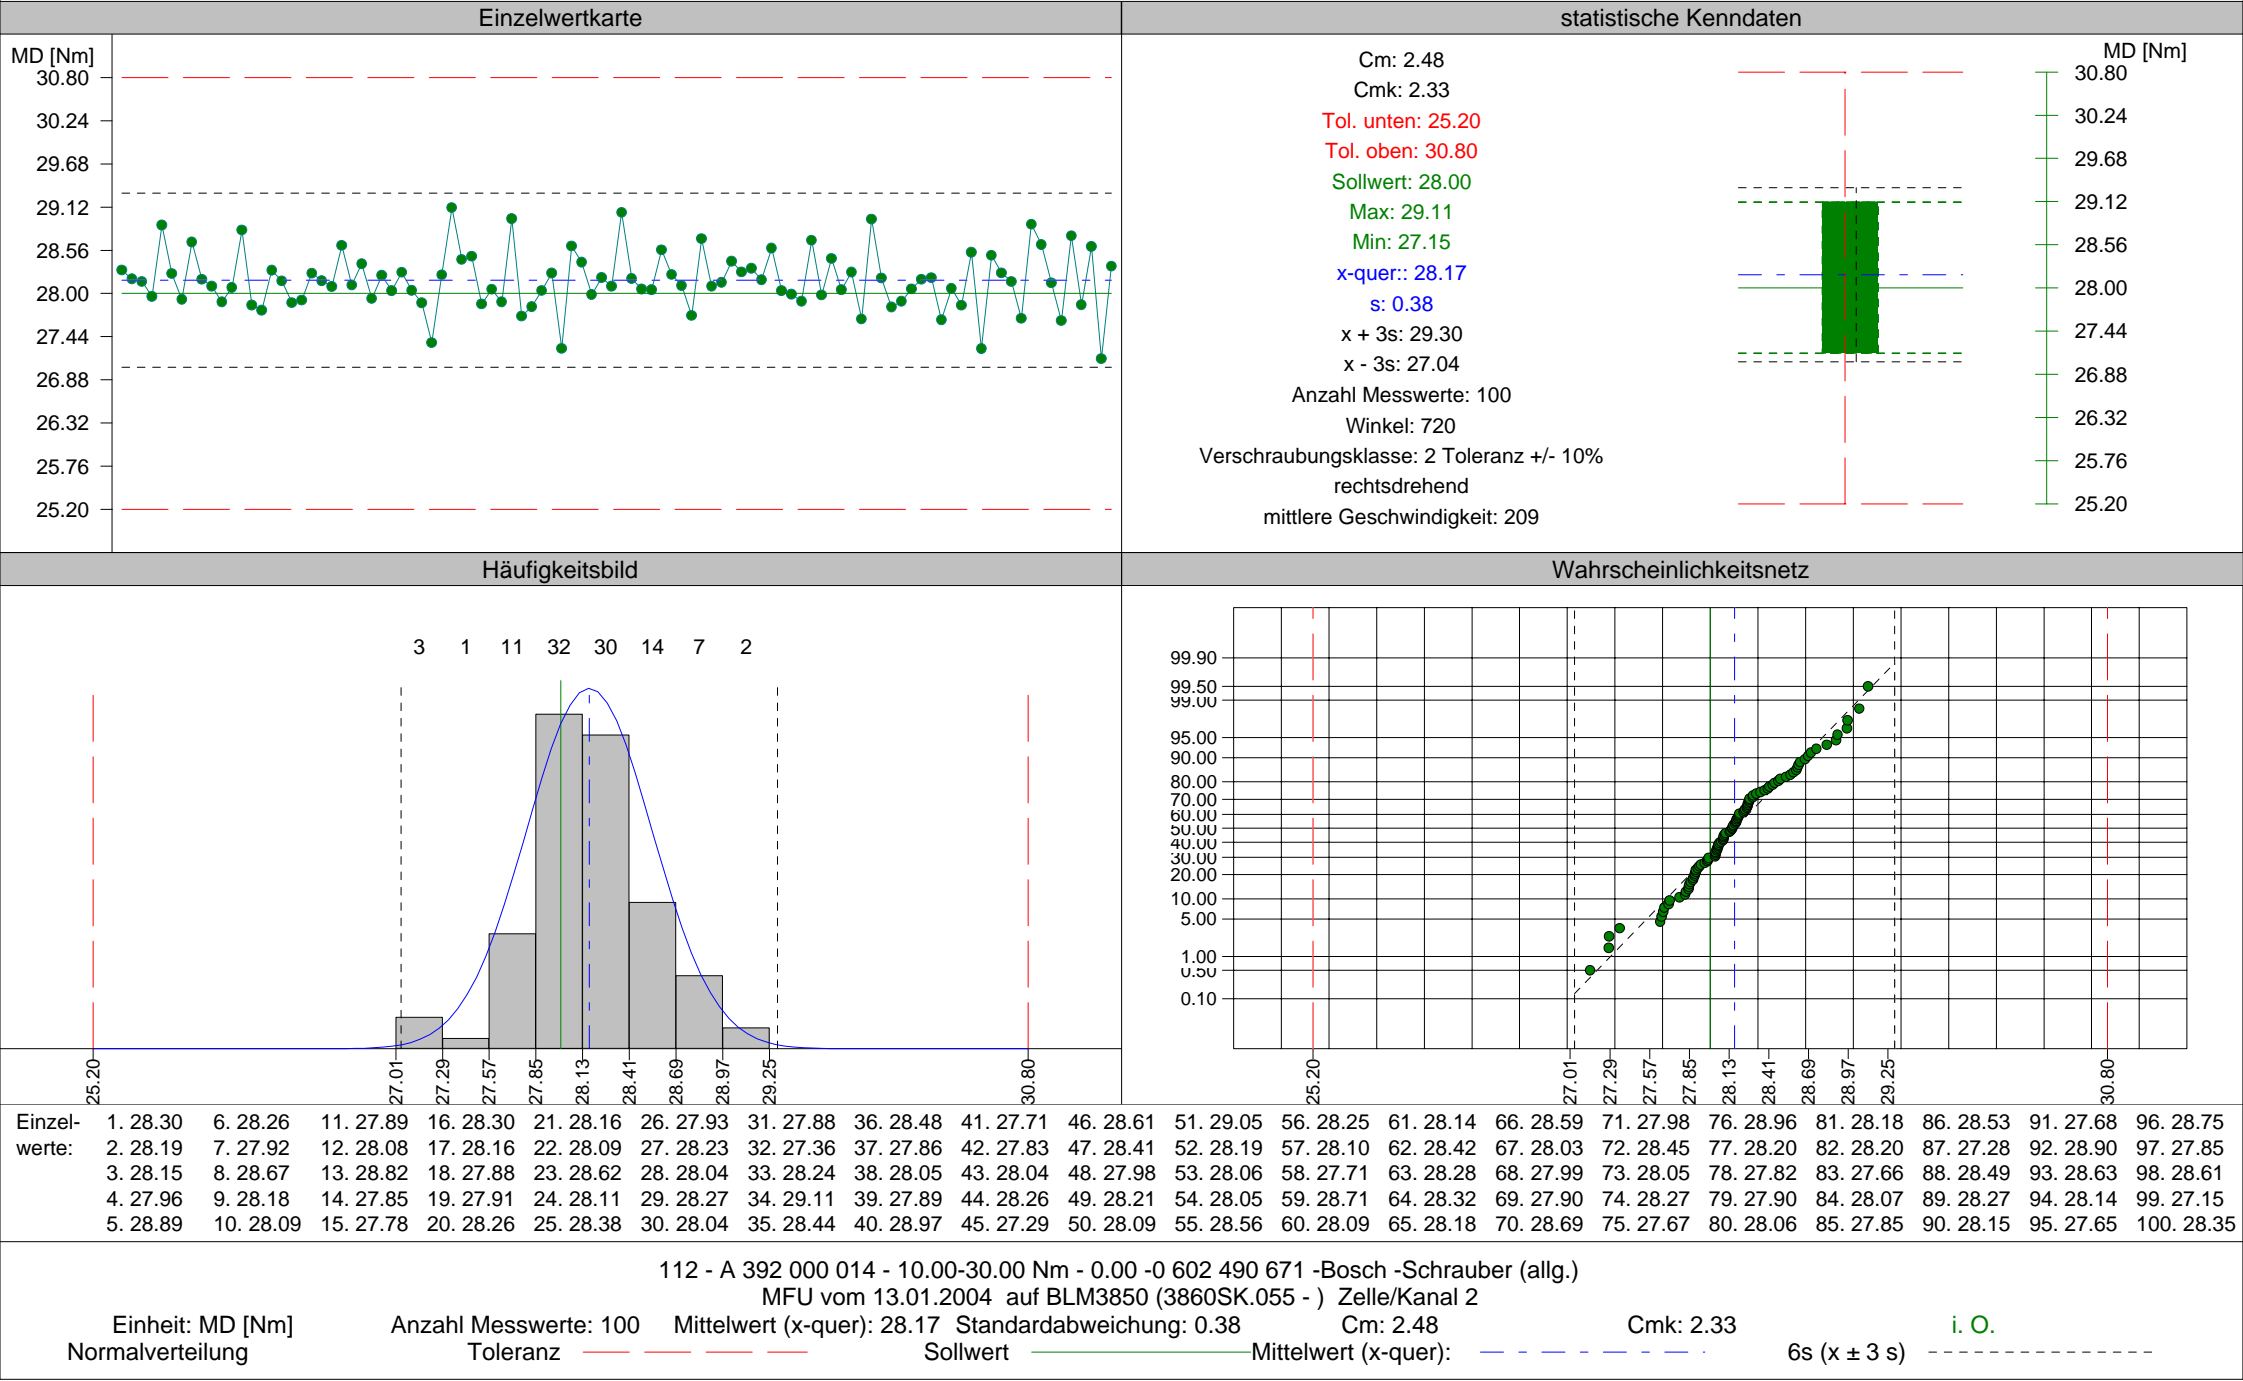 Einzelwertkarte
MD [Nm]
30.80
30.24
29.68
29.12
28.56
28.00
27.44
26.88
26.32
25.76
25.20
statistische Kenndaten
Cm: 2.48
Cmk: 2.33
Tol. unten: 25.20
Tol. oben: 30.80
Sollwert: 28.00
Max: 29.11
Min: 27.15
x-quer:: 28.17
s: 0.38
x + 3s: 29.30
x - 3s: 27.04
Anzahl Messwerte: 100
Winkel: 720
Verschraubungsklasse: 2 Toleranz +/- 10%
rechtsdrehend
mittlere Geschwindigkeit: 209
MD [Nm]
30.80
30.24
29.68
29.12
28.56
28.00
27.44
26.88
26.32
25.76
25.20
Häufigkeitsbild
3 1 11 32 30 14 7 2
25.20 27.01 27.29 27.57 27.85 28.13 28.41 28.69 28.97 29.25 30.80
Wahrscheinlichkeitsnetz
99.90
99.50
99.00
95.00
90.00
80.00
70.00
60.00
50.00
40.00
30.00
20.00
10.00
5.00
1.00
0.50
0.10
25.20 27.01 27.29 27.57 27.85 28.13 28.41 28.69 28.97 29.25 30.80
Einzel- 1. 28.30 6. 28.26 11. 27.89 16. 28.30 21. 28.16 26. 27.93 31. 27.88 36. 28.48 41. 27.71 46. 28.61 51. 29.05 56. 28.25 61. 28.14 66. 28.59 71. 27.98 76. 28.96 81. 28.18 86. 28.53 91. 27.68 96. 28.75
werte: 2. 28.19 7. 27.92 12. 28.08 17. 28.16 22. 28.09 27. 28.23 32. 27.36 37. 27.86 42. 27.83 47. 28.41 52. 28.19 57. 28.10 62. 28.42 67. 28.03 72. 28.45 77. 28.20 82. 28.20 87. 27.28 92. 28.90 97. 27.85
3. 28.15 8. 28.67 13. 28.82 18. 27.88 23. 28.62 28. 28.04 33. 28.24 38. 28.05 43. 28.04 48. 27.98 53. 28.06 58. 27.71 63. 28.28 68. 27.99 73. 28.05 78. 27.82 83. 27.66 88. 28.49 93. 28.63 98. 28.61
4. 27.96 9. 28.18 14. 27.85 19. 27.91 24. 28.11 29. 28.27 34. 29.11 39. 27.89 44. 28.26 49. 28.21 54. 28.05 59. 28.71 64. 28.32 69. 27.90 74. 28.27 79. 27.90 84. 28.07 89. 28.27 94. 28.14 99. 27.15
5. 28.89 10. 28.09 15. 27.78 20. 28.26 25. 28.38 30. 28.04 35. 28.44 40. 28.97 45. 27.29 50. 28.09 55. 28.56 60. 28.09 65. 28.18 70. 28.69 75. 27.67 80. 28.06 85. 27.85 90. 28.15 95. 27.65 100. 28.35
112 - A 392 000 014 - 10.00-30.00 Nm - 0.00 -0 602 490 671 -Bosch -Schrauber (allg.)
MFU vom 13.01.2004 auf BLM3850 (3860SK.055 - ) Zelle/Kanal 2
Einheit: MD [Nm] Anzahl Messwerte: 100 Mittelwert (x-quer): 28.17 Standardabweichung: 0.38 Cm: 2.48 Cmk: 2.33 i. O.
Normalverteilung Toleranz Sollwert Mittelwert (x-quer): 6s (x ± 3 s)